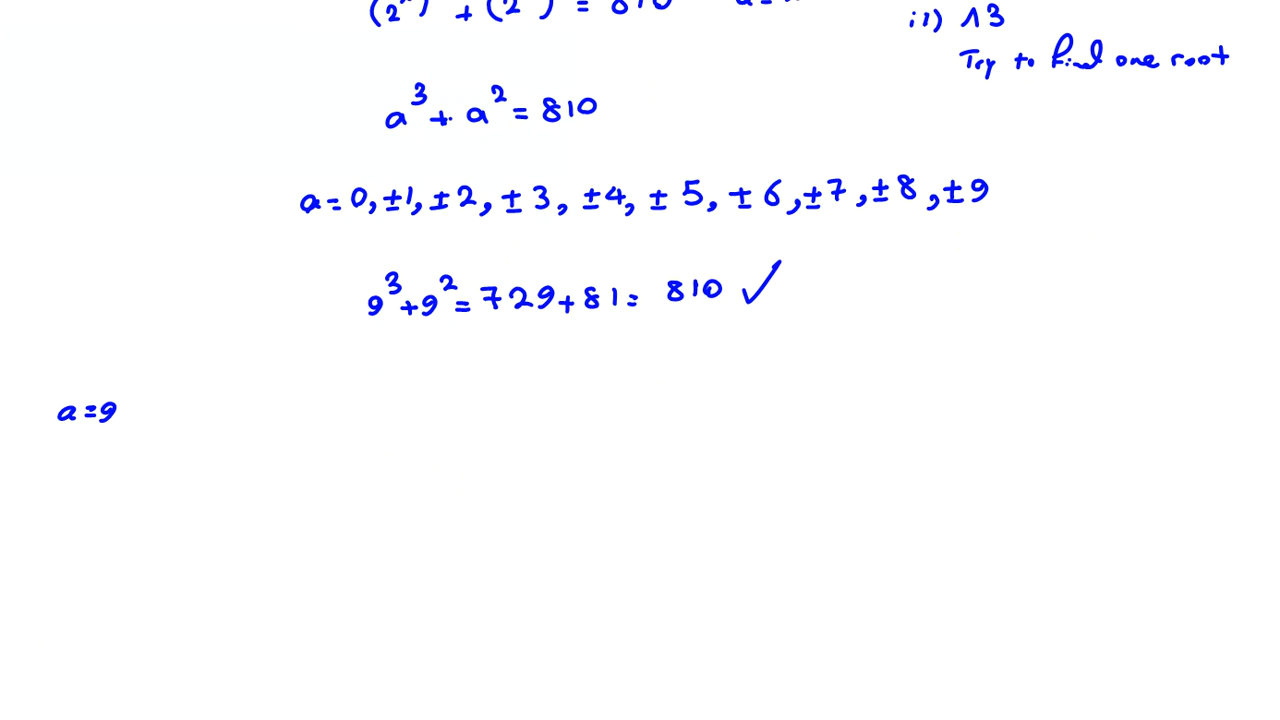 ii) ^3
Try to find one root
a³ + a² = 810
a = 0, ±1, ±2, ±3, ±4, ±5, ±6, ±7, ±8, ±9
9³ + 9² = 729 + 81 = 810 ✓
a = 9